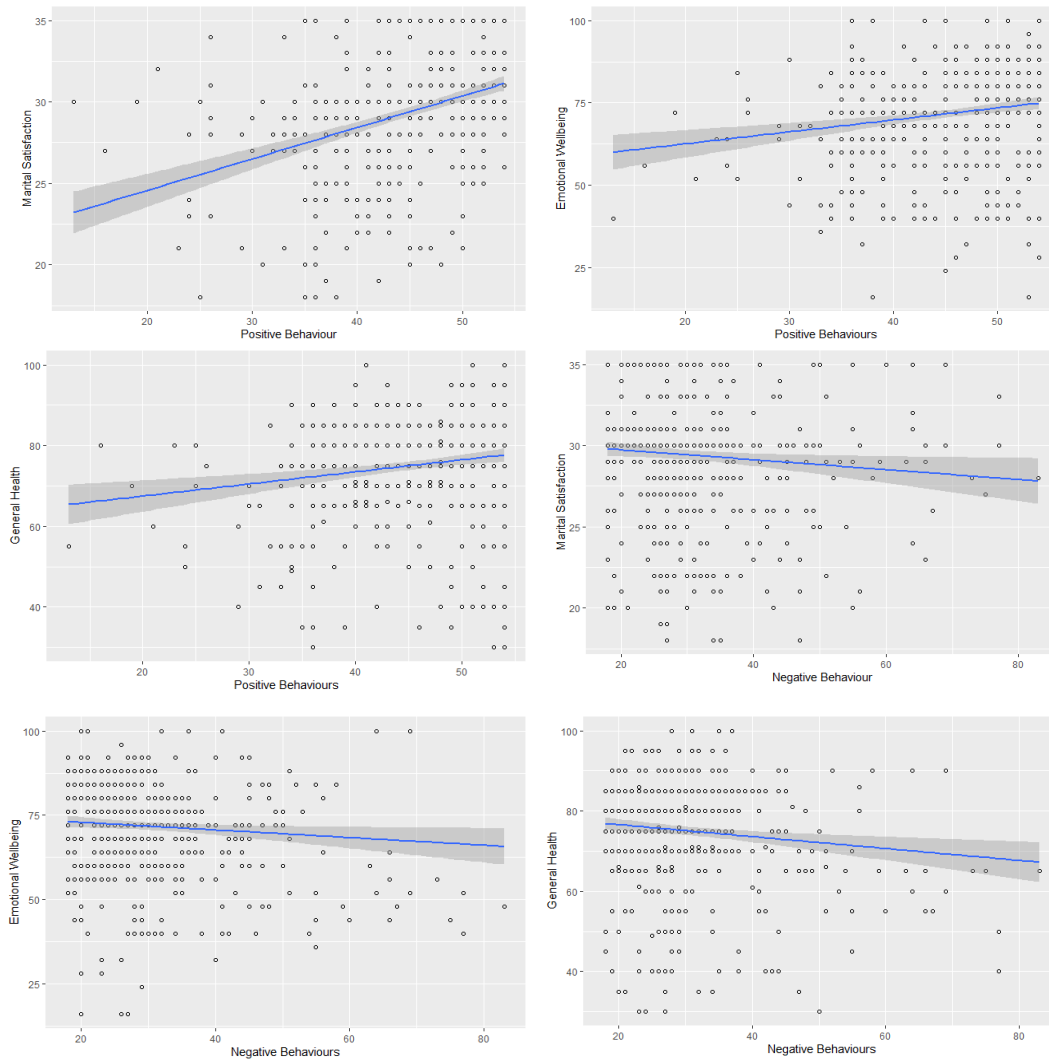 35
30
25
20
Marital Satisfaction
20 30 40 50
Positive Behaviour
100
75
50
25
Emotional Wellbeing
20 30 40 50
Positive Behaviours
100
80
60
40
General Health
20 30 40 50
Positive Behaviours
35
30
25
20
Marital Satisfaction
20 40 60 80
Negative Behaviour
100
75
50
25
Emotional Wellbeing
20 40 60 80
Negative Behaviours
100
80
60
40
General Health
20 40 60 80
Negative Behaviours